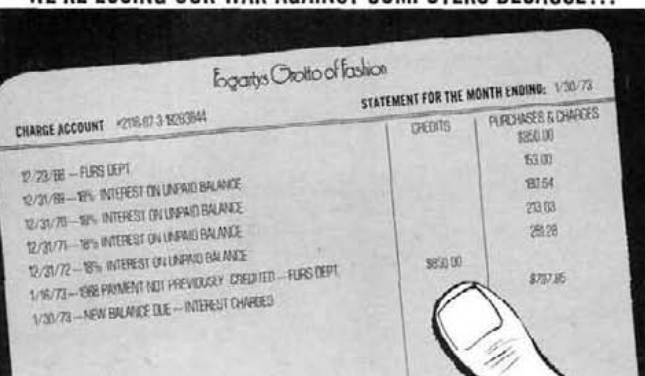 WE'RE LOSING OUR WAR AGAINST COMPUTERS BECAUSE...
Fogartys Grotto of Fashion
STATEMENT FOR THE MONTH ENDING: 1/30/73
CHARGE ACCOUNT
CREDITS PURCHASES & CHARGES
12/23/68 — FURS DEPT. $850.00
12/31/69 — 18% INTEREST ON UNPAID BALANCE 153.00
12/31/70 — 18% INTEREST ON UNPAID BALANCE 180.54
12/31/71 — 18% INTEREST ON UNPAID BALANCE 213.03
12/31/72 — 18% INTEREST ON UNPAID BALANCE 251.28
1/16/73 — 1968 PAYMENT NOT PREVIOUSLY CREDITED — FURS DEPT. $850.00
1/30/73 — NEW BALANCE DUE — INTEREST CHARGES $797.85